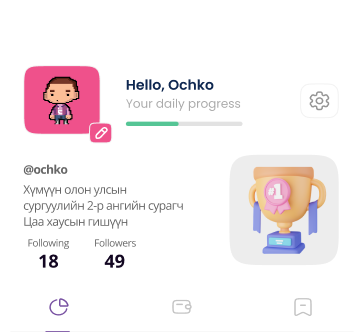 Hello, Ochko
Your daily progress
@ochko
Хүмүүн олон улсын
сургуулийн 2-р ангийн сурагч
Цаа хаусын гишүүн
Following Followers
18 49
#1